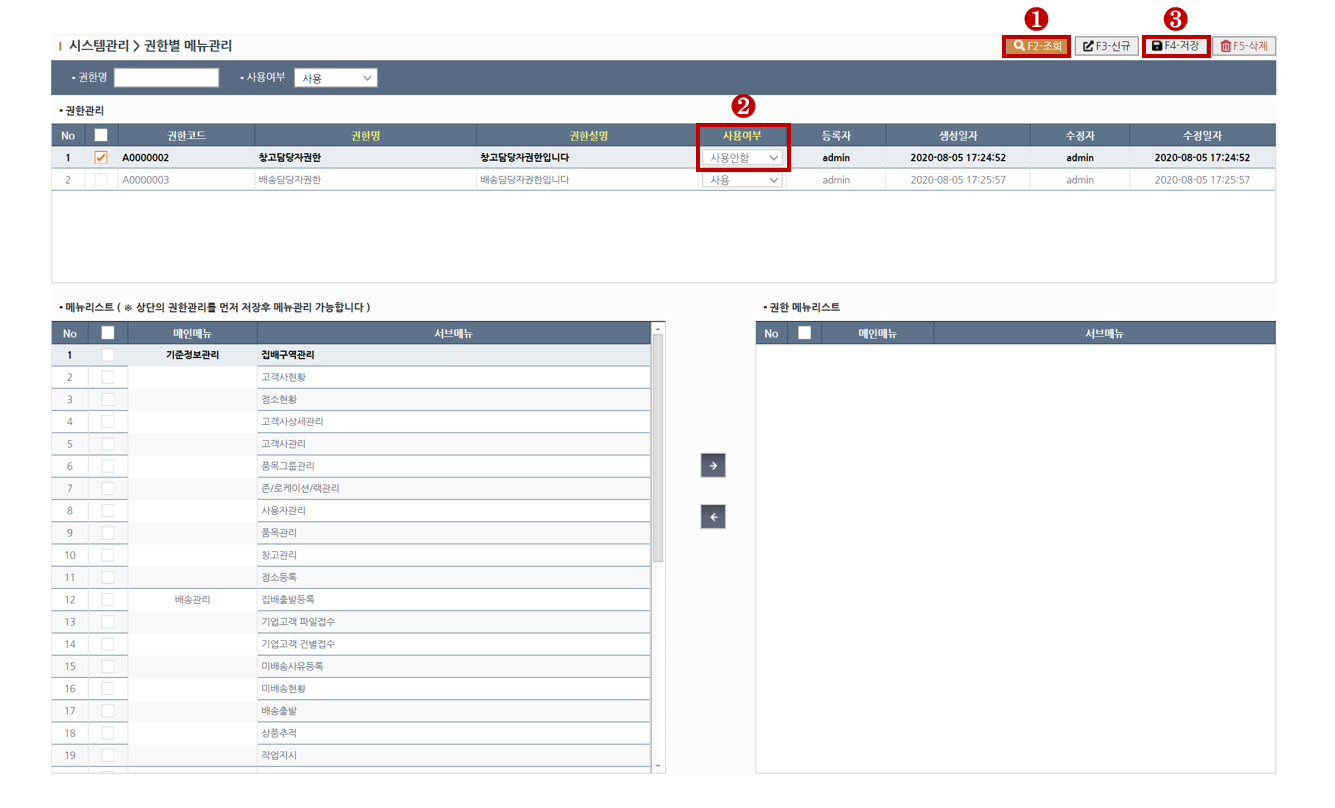 1 3
시스템관리 > 권한별 메뉴관리 F2-조회 F3-신규 F4-저장 F5-삭제
▪ 권한명 ▪ 사용여부 사용
2
▪ 권한관리
No 권한코드 권한명 권한설명 사용여부 등록자 생성일자 수정자 수정일자
1 A0000002 창고담당자권한 창고담당자권한입니다 사용안함 admin 2020-08-05 17:24:52 admin 2020-08-05 17:24:52
2 A0000003 배송담당자권한 배송담당자권한입니다 사용 admin 2020-08-05 17:25:57 admin 2020-08-05 17:25:57
▪ 메뉴리스트 ( ※ 상단의 권한관리를 먼저 저장후 메뉴관리 가능합니다 ) ▪ 권한 메뉴리스트
No 메인메뉴 서브메뉴 No 메인메뉴 서브메뉴
1 기준정보관리 집배구역관리
2 고객사현황
3 점소현황
4 고객사상세관리
5 고객사관리
6 품목그룹관리
7 존/로케이션/랙관리
8 사용자관리
9 품목관리
10 창고관리
11 점소등록
12 배송관리 집배출발등록
13 기업고객 파일접수
14 기업고객 건별접수
15 미배송사유등록
16 미배송현황
17 배송출발
18 상품추적
19 작업지시